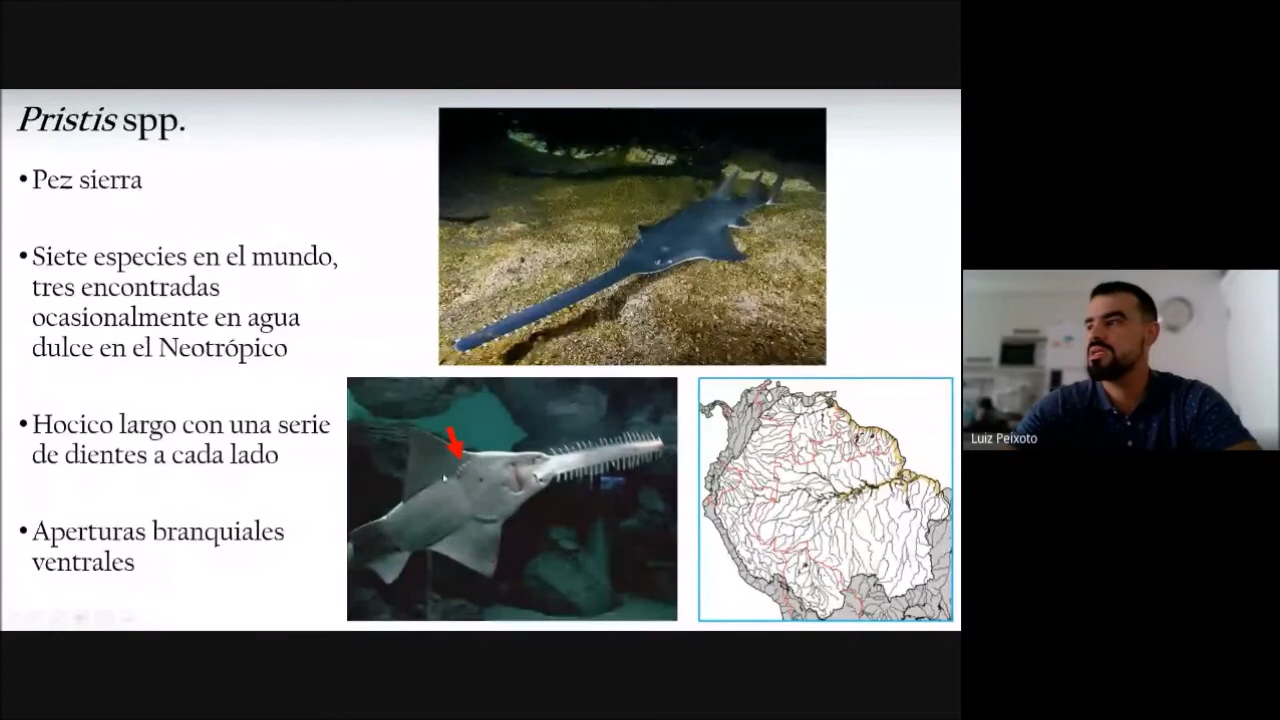 Pristis spp.
• Pez sierra
• Siete especies en el mundo,
tres encontradas
ocasionalmente en agua
dulce en el Neotrópico
• Hocico largo con una serie
de dientes a cada lado
• Aperturas branquiales
ventrales
Luiz Peixoto